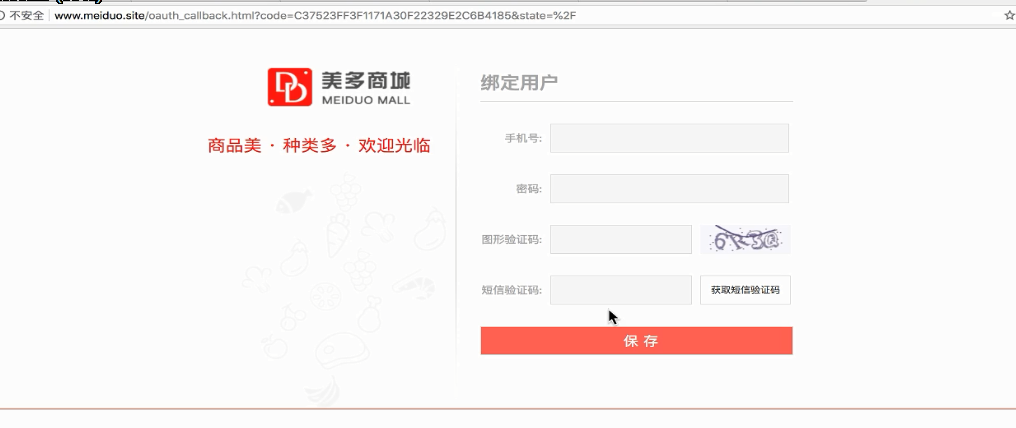 不安全 www.meiduo.site/oauth_callback.html?code=C37523FF3F1171A30F22329E2C6B4185&state=%2F
美多商城
MEIDUO MALL
商品美 · 种类多 · 欢迎光临
绑定用户
手机号:
密码:
图形验证码:
短信验证码:
获取短信验证码
保存